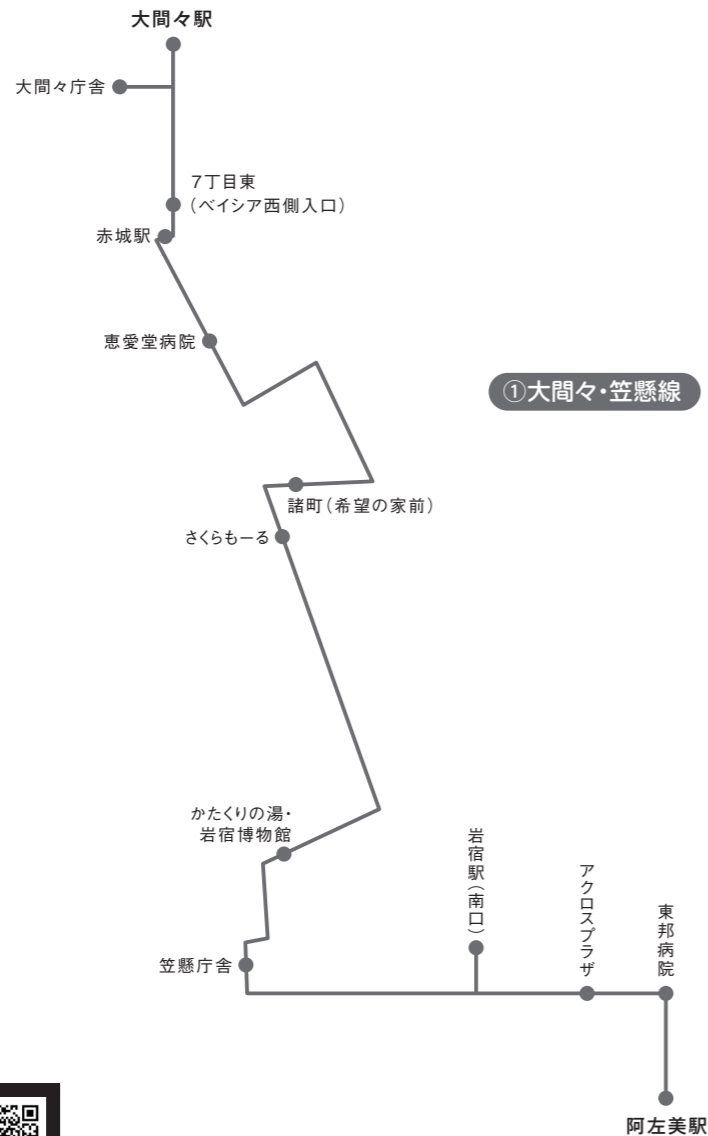 大間々駅
大間々庁舎
7丁目東
(ベイシア西側入口)
赤城駅
恵愛堂病院
①大間々・笠懸線
諸町(希望の家前)
さくらもーる
かたくりの湯・
岩宿博物館
岩宿駅(南口)
アクロスプラザ
東邦病院
笠懸庁舎
阿左美駅